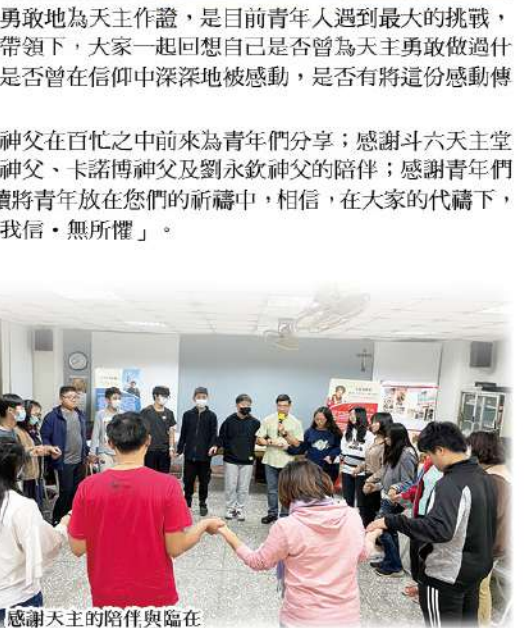 勇敢地為天主作證，是目前青年人遇到最大的挑戰，
帶領下，大家一起回想自己是否曾為天主勇敢做過什
是否曾在信仰中深深地被感動，是否有將這份感動傳
神父在百忙之中前來為青年們分享；感謝斗六天主堂
神父、卡諾博神父及劉永欽神父的陪伴；感謝青年們
續將青年放在您們的祈禱中，相信，在大家的代禱下，
我信・無所懼」。
感謝天主的陪伴與臨在